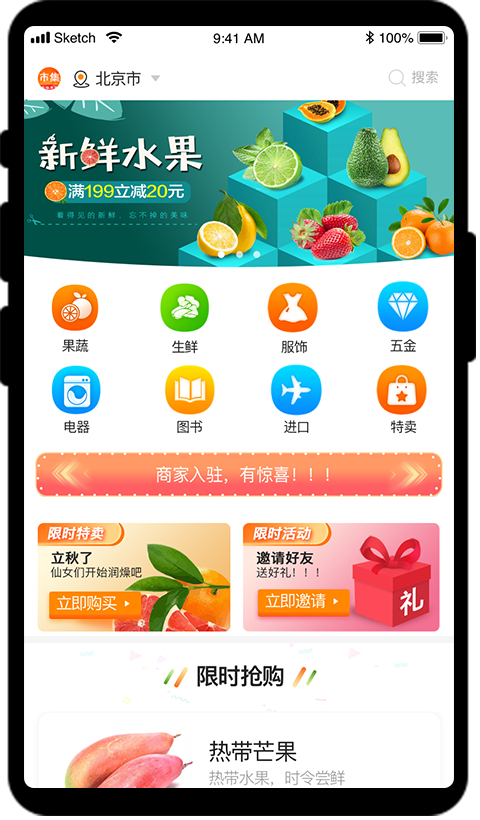 Sketch 9:41 AM 100%
市集 北京市 搜索
新鲜水果
满199立减20元
看得见的新鲜，忘不掉的美味
果蔬 生鲜 服饰 五金
电器 图书 进口 特卖
商家入驻，有惊喜！！！
限时特卖
立秋了
仙女们开始润燥吧
立即购买
限时活动
邀请好友
送好礼！！！
立即邀请
礼
限时抢购
热带芒果
热带水果，时令尝鲜